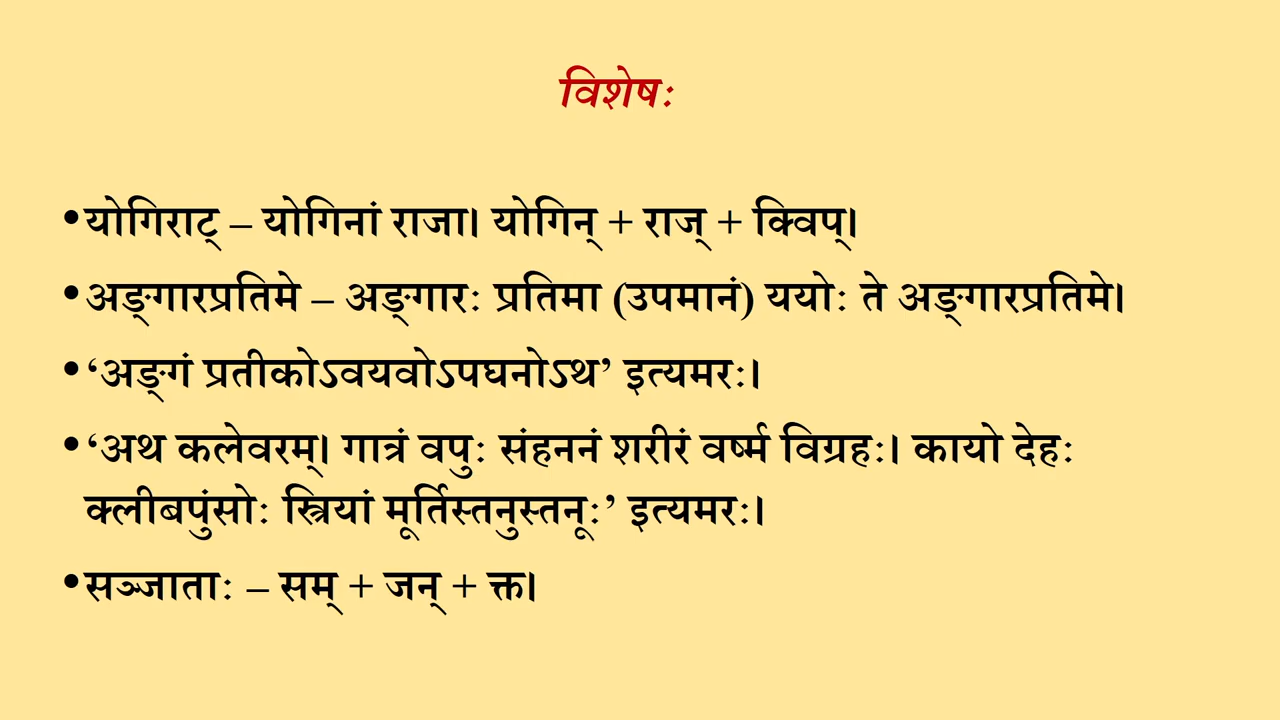 विशेषः
• योगिराट् – योगिनां राजा। योगिन् + राज् + क्विप्।
• अङ्गारप्रतिमे – अङ्गारः प्रतिमा (उपमानं) ययोः ते अङ्गारप्रतिमे।
• ‘अङ्गं प्रतीकोऽवयवोऽपघनोऽथ’ इत्यमरः।
• ‘अथ कलेवरम्। गात्रं वपुः संहननं शरीरं वर्ष्म विग्रहः। कायो देहः
क्लीबपुंसोः स्त्रियां मूर्तिस्तनुस्तनूः’ इत्यमरः।
• सञ्जाताः – सम् + जन् + क्त।